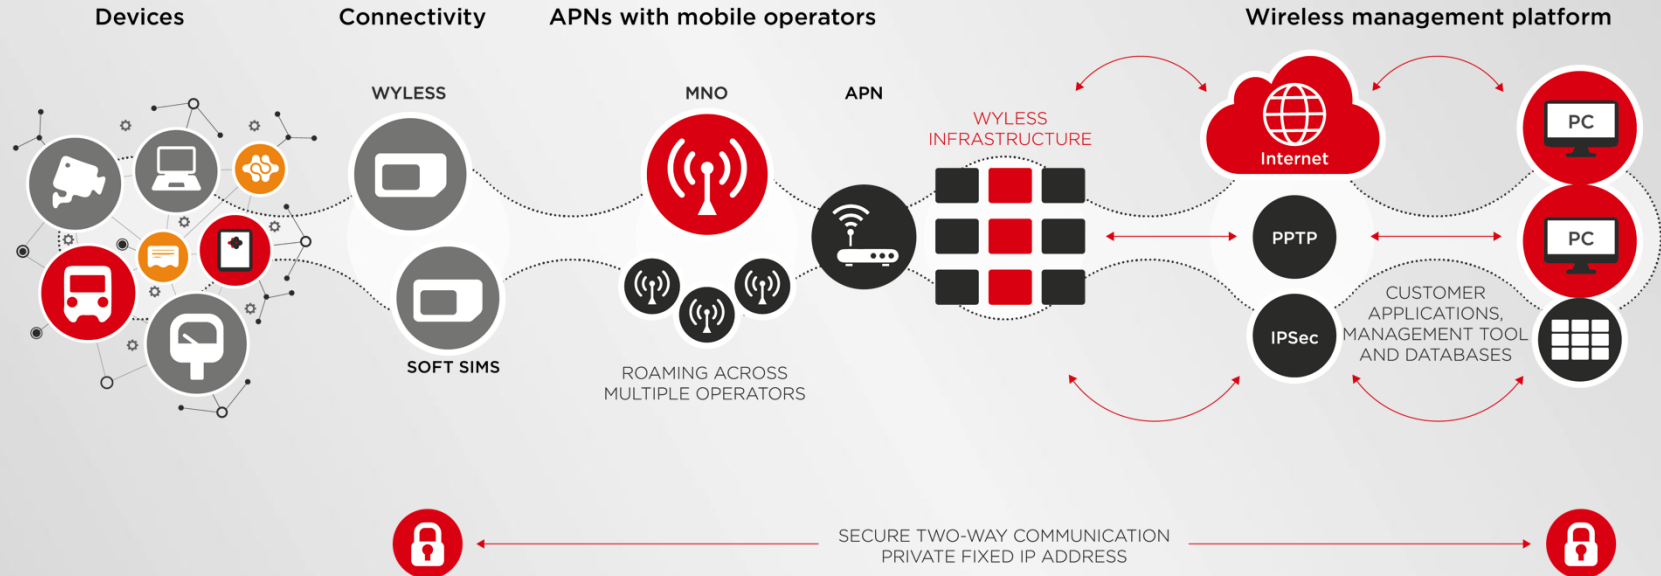 Devices
Connectivity
APNs with mobile operators
Wireless management platform
WYLESS
MNO
APN
WYLESS
INFRASTRUCTURE
Internet
PC
PPTP
PC
IPSec
CUSTOMER
APPLICATIONS,
MANAGEMENT TOOL
AND DATABASES
SOFT SIMS
ROAMING ACROSS
MULTIPLE OPERATORS
SECURE TWO-WAY COMMUNICATION
PRIVATE FIXED IP ADDRESS